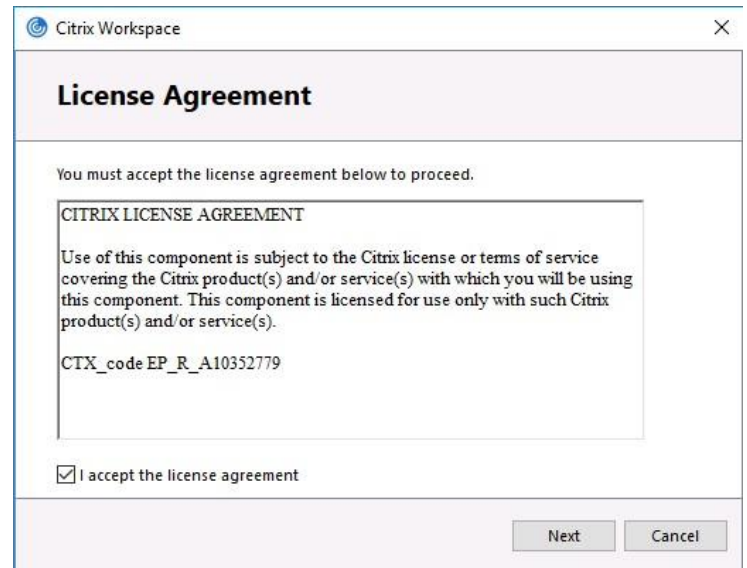 Citrix Workspace
License Agreement
You must accept the license agreement below to proceed.
CITRIX LICENSE AGREEMENT
Use of this component is subject to the Citrix license or terms of service
covering the Citrix product(s) and/or service(s) with which you will be using
this component. This component is licensed for use only with such Citrix
product(s) and/or service(s).
CTX_code EP_R_A10352779
I accept the license agreement
Next Cancel